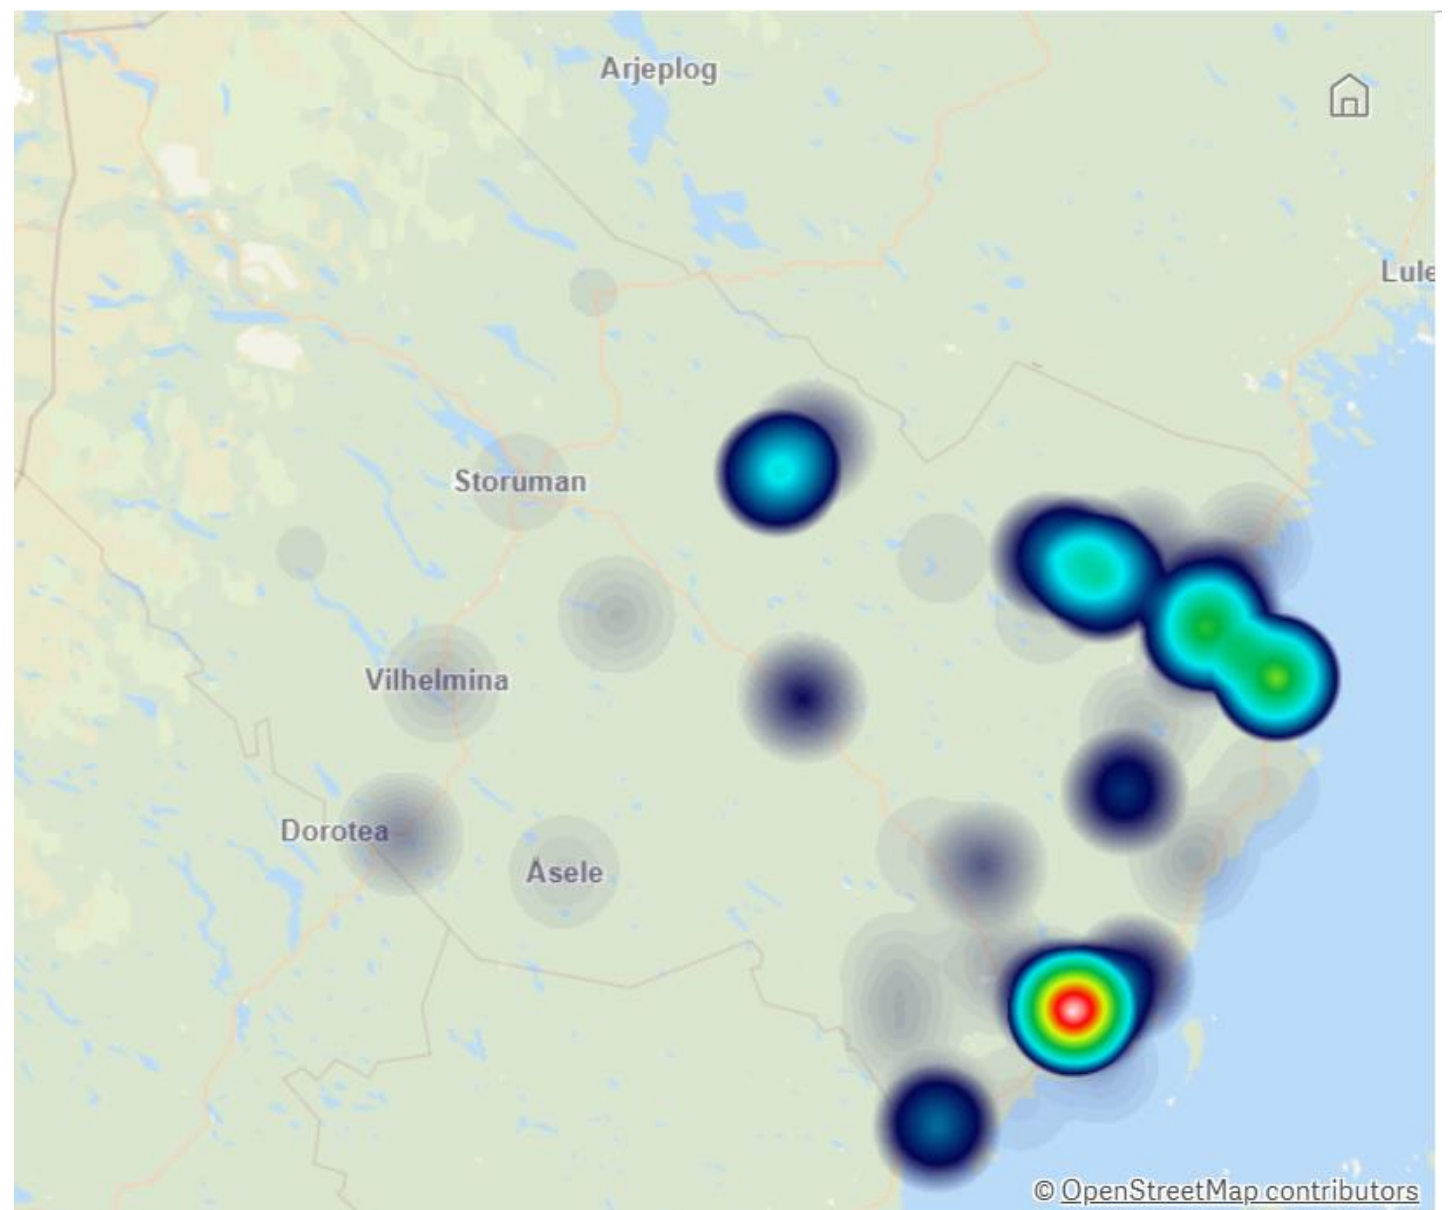 Arjeplog
Lule
Storuman
Vilhelmina
Dorotea
Åsele
© OpenStreetMap contributors